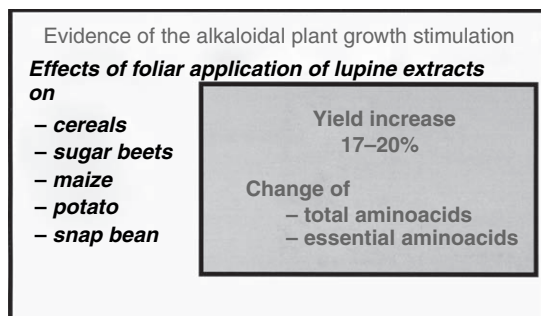 Evidence of the alkaloidal plant growth stimulation
Effects of foliar application of lupine extracts
on
– cereals
– sugar beets
– maize
– potato
– snap bean
Yield increase
17–20%
Change of
– total aminoacids
– essential aminoacids